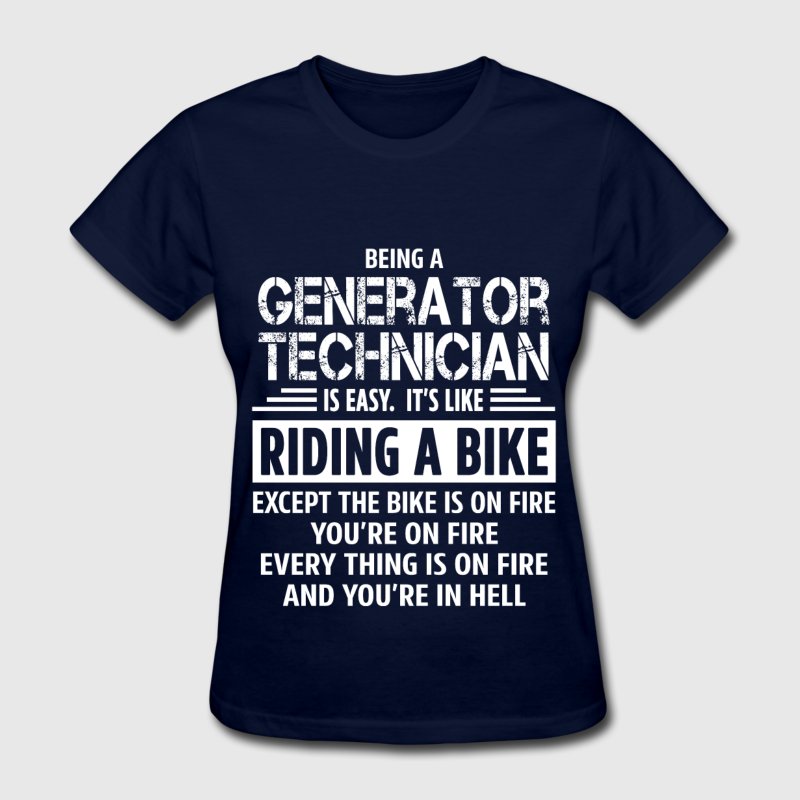 BEING A
GENERATOR
TECHNICIAN
IS EASY. IT'S LIKE
RIDING A BIKE
EXCEPT THE BIKE IS ON FIRE
YOU'RE ON FIRE
EVERY THING IS ON FIRE
AND YOU'RE IN HELL